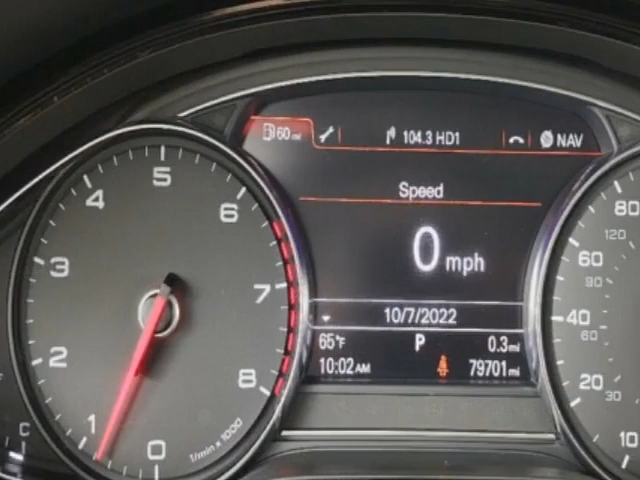 60 mi 104.3 HD1 NAV
Speed
0 mph
10/7/2022
65°F P 0.3 mi
10:02 AM 79701 mi
0
1
2
3
4
5
6
7
8
1/min x 1000
C
80
120
60
90
40
60
20
30
10